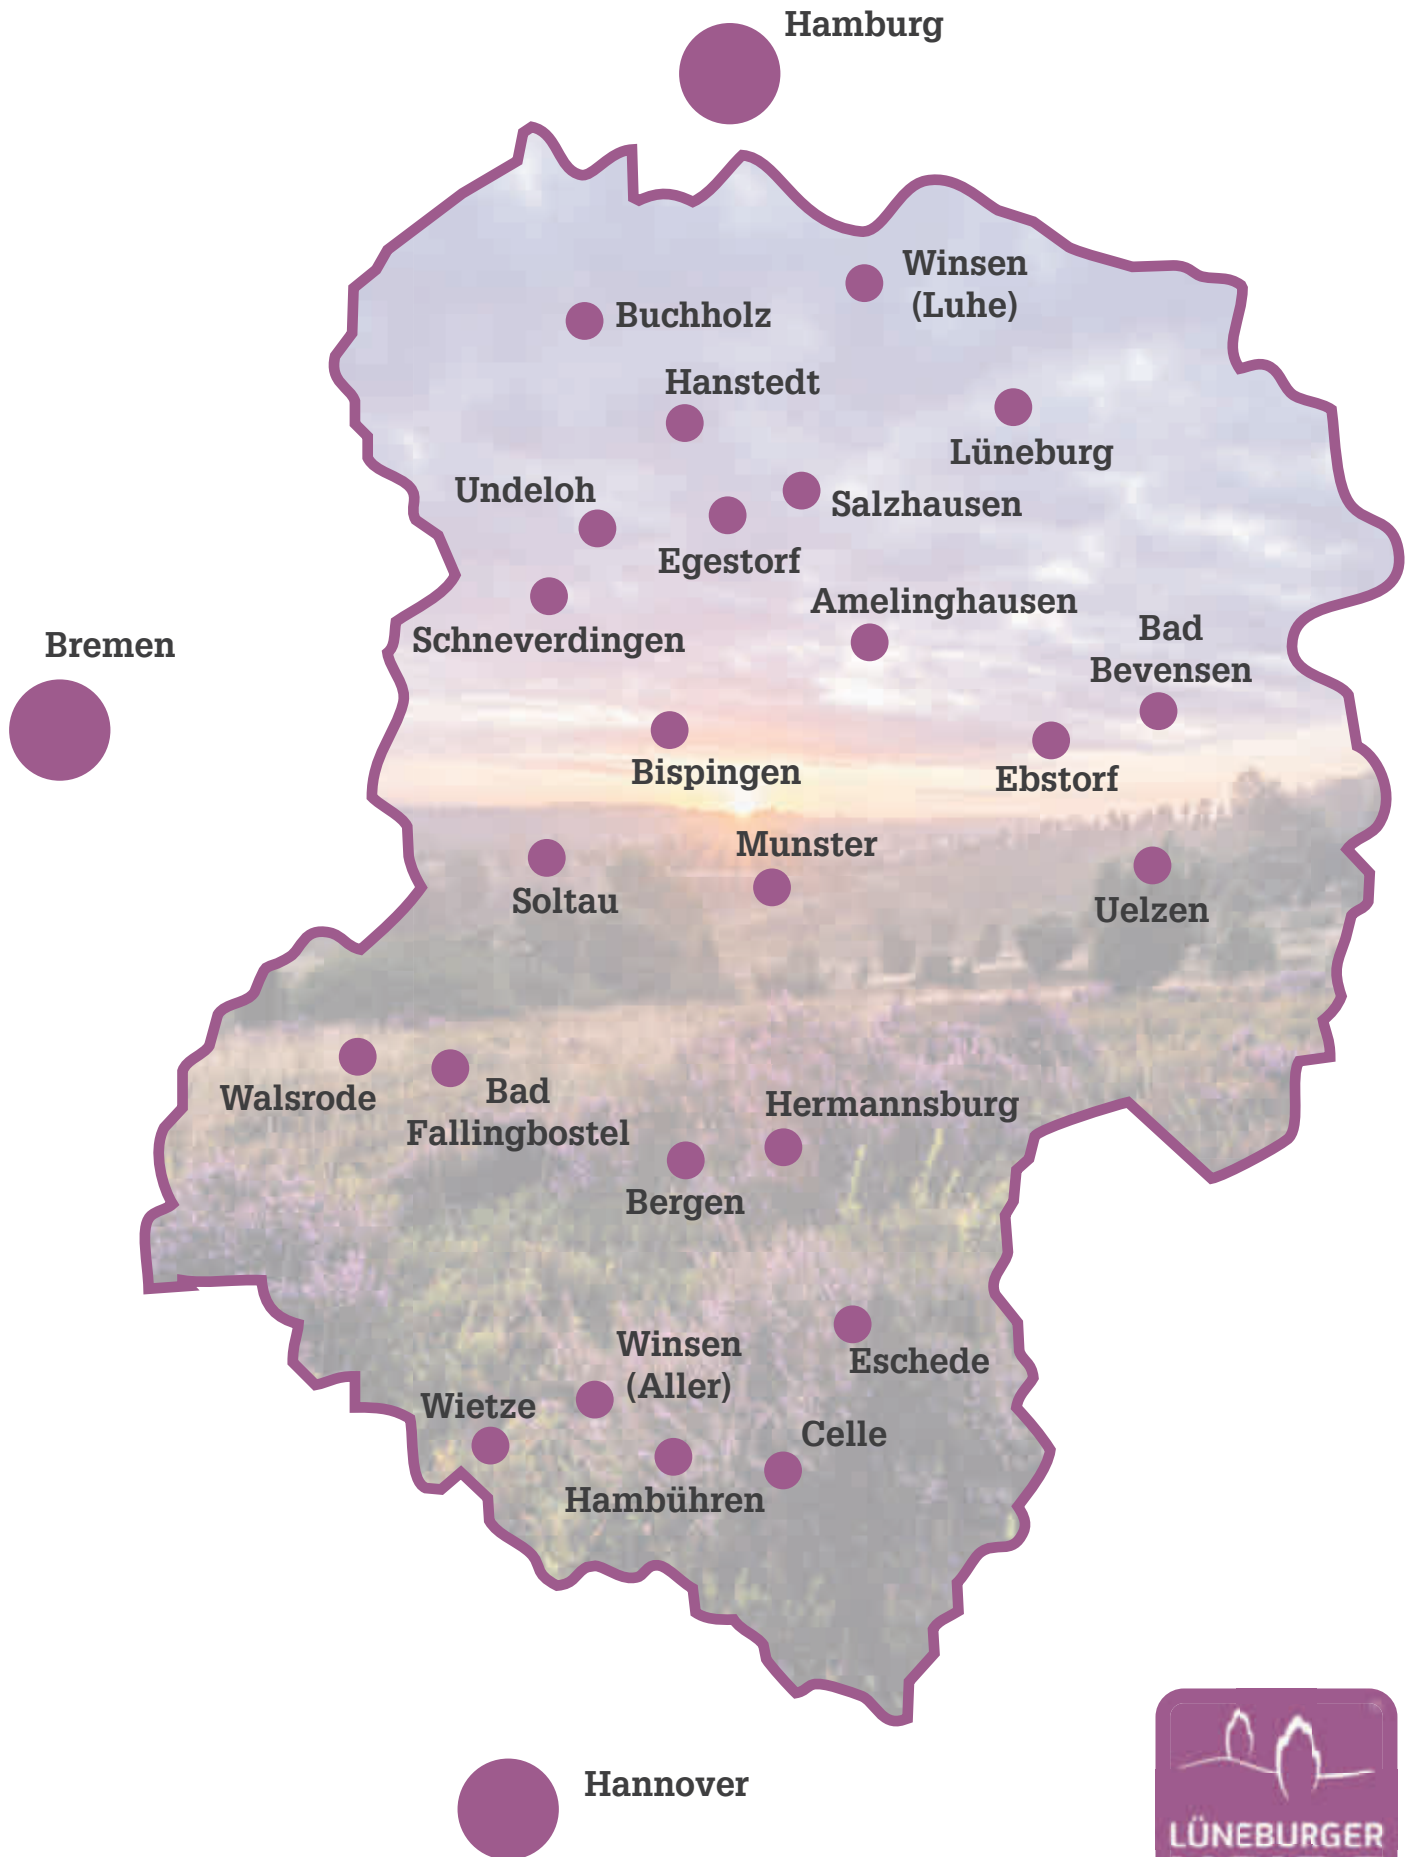 Hamburg
Winsen
(Luhe)
Buchholz
Hanstedt
Lüneburg
Undeloh
Salzhausen
Egestorf
Amelinghausen
Schneverdingen
Bremen
Bad
Bevensen
Bispingen
Ebstorf
Munster
Soltau
Uelzen
Walsrode
Bad
Fallingbostel
Hermannsburg
Bergen
Winsen
(Aller)
Eschede
Wietze
Celle
Hambühren
Hannover
LÜNEBURGER